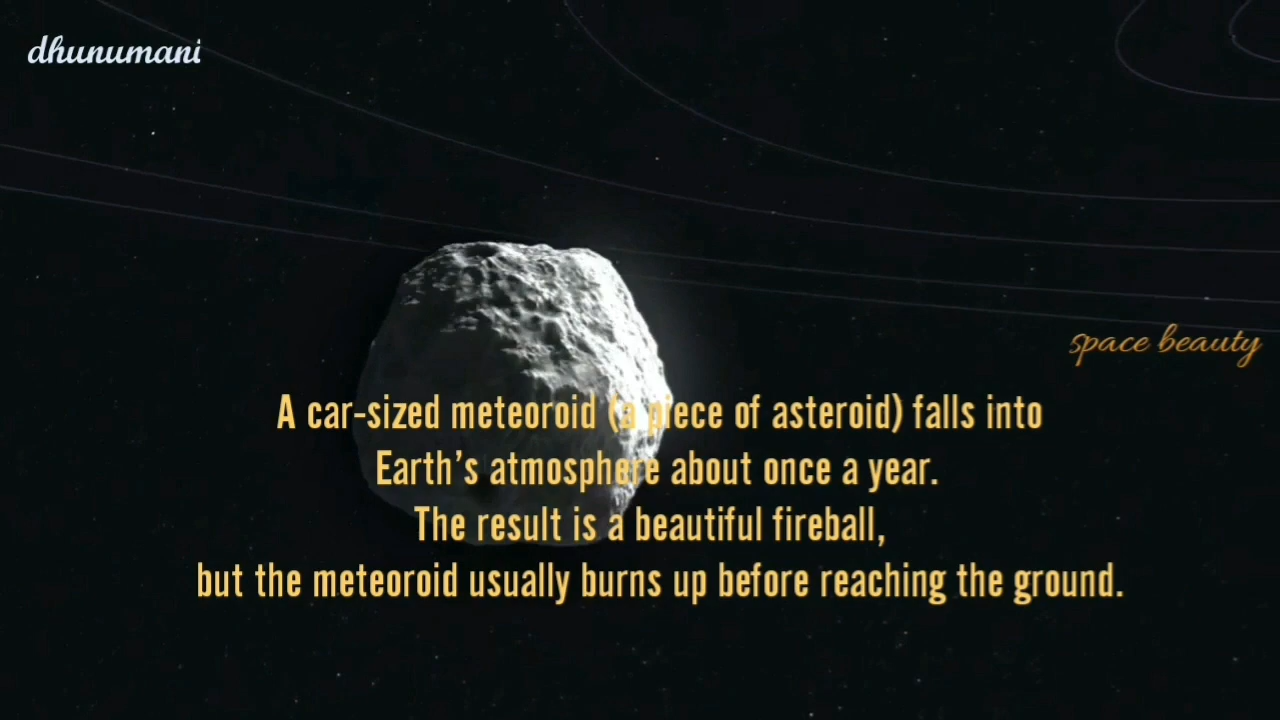 dhunumani
space beauty
A car-sized meteoroid (a piece of asteroid) falls into
Earth's atmosphere about once a year.
The result is a beautiful fireball,
but the meteoroid usually burns up before reaching the ground.